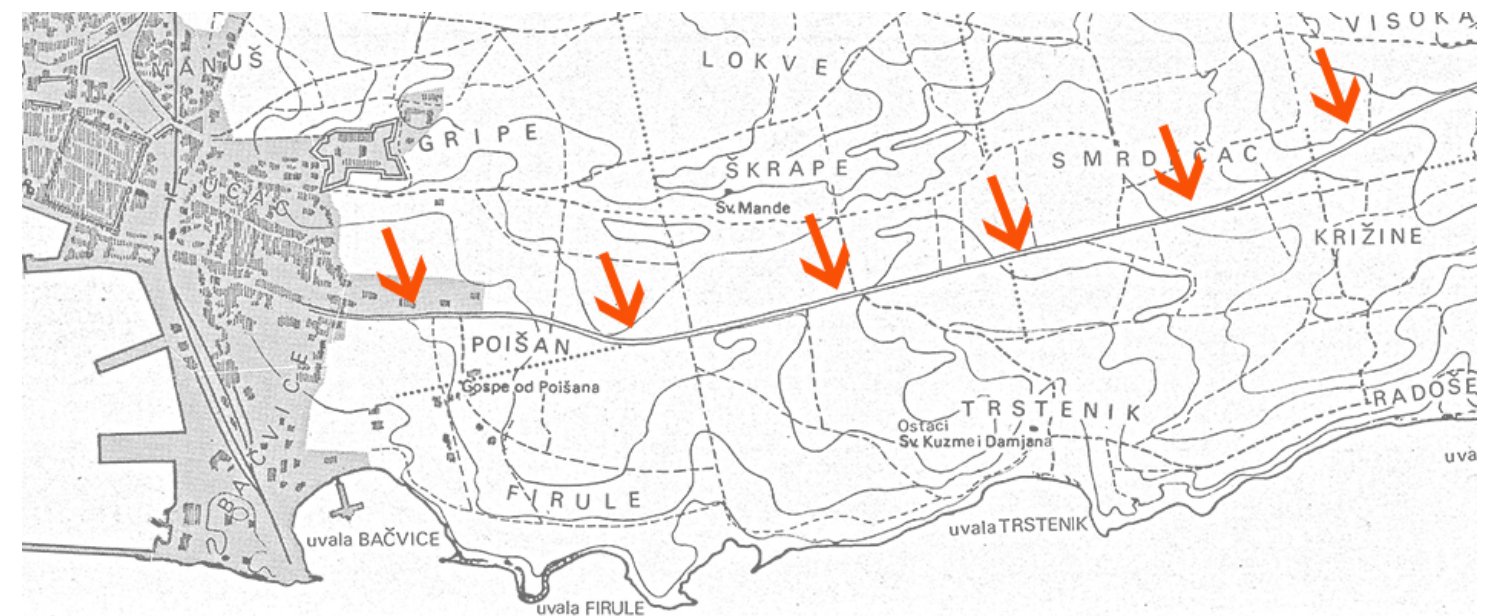 VISOKA
MANUŠ
LOKVE
GRIPE
ŠKRAPE
SMRDEČAC
LUČAC
Sv. Mande
KRIŽINE
POIŠAN
Gospe od Poišana
BAČVICE
TRSTENIK
RADOŠE
Ostaci
Sv. Kuzme i Damjana
uva
FIRULE
uvala BAČVICE
uvala TRSTENIK
uvala FIRULE